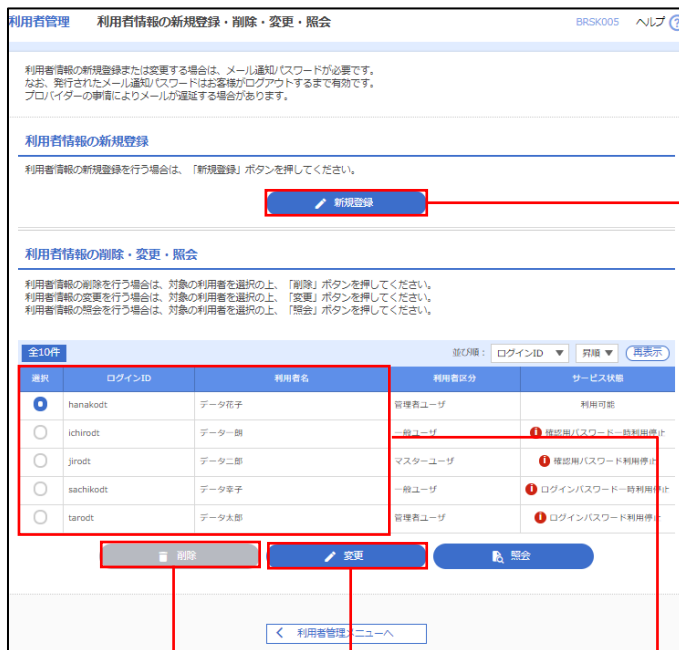 利用者管理 利用者情報の新規登録・削除・変更・照会 BRSK005 ヘルプ ?
利用者情報の新規登録または変更する場合は、メール通知パスワードが必要です。
なお、発行されたメール通知パスワードはお客様がログアウトするまで有効です。
プロバイダーの事情によりメールが遅延する場合があります。
利用者情報の新規登録
利用者情報の新規登録を行う場合は、「新規登録」ボタンを押してください。
新規登録
利用者情報の削除・変更・照会
利用者情報の削除を行う場合は、対象の利用者を選択の上、「削除」ボタンを押してください。
利用者情報の変更を行う場合は、対象の利用者を選択の上、「変更」ボタンを押してください。
利用者情報の照会を行う場合は、対象の利用者を選択の上、「照会」ボタンを押してください。
全10件 並び順： ログインID ▼ 昇順 ▼ 再表示
選択 ログインID 利用者名 利用者区分 サービス状態
hanakodt データ花子 管理者ユーザ 利用可能
ichirodt データ一朗 一般ユーザ 確認用パスワード一時利用停止
jirodt データ二郎 マスターユーザ 確認用パスワード利用停止
sachikodt データ幸子 一般ユーザ ログインパスワード一時利用停止
tarodt データ太郎 管理者ユーザ ログインパスワード利用停止
削除 変更 照会
利用者管理メニューへ